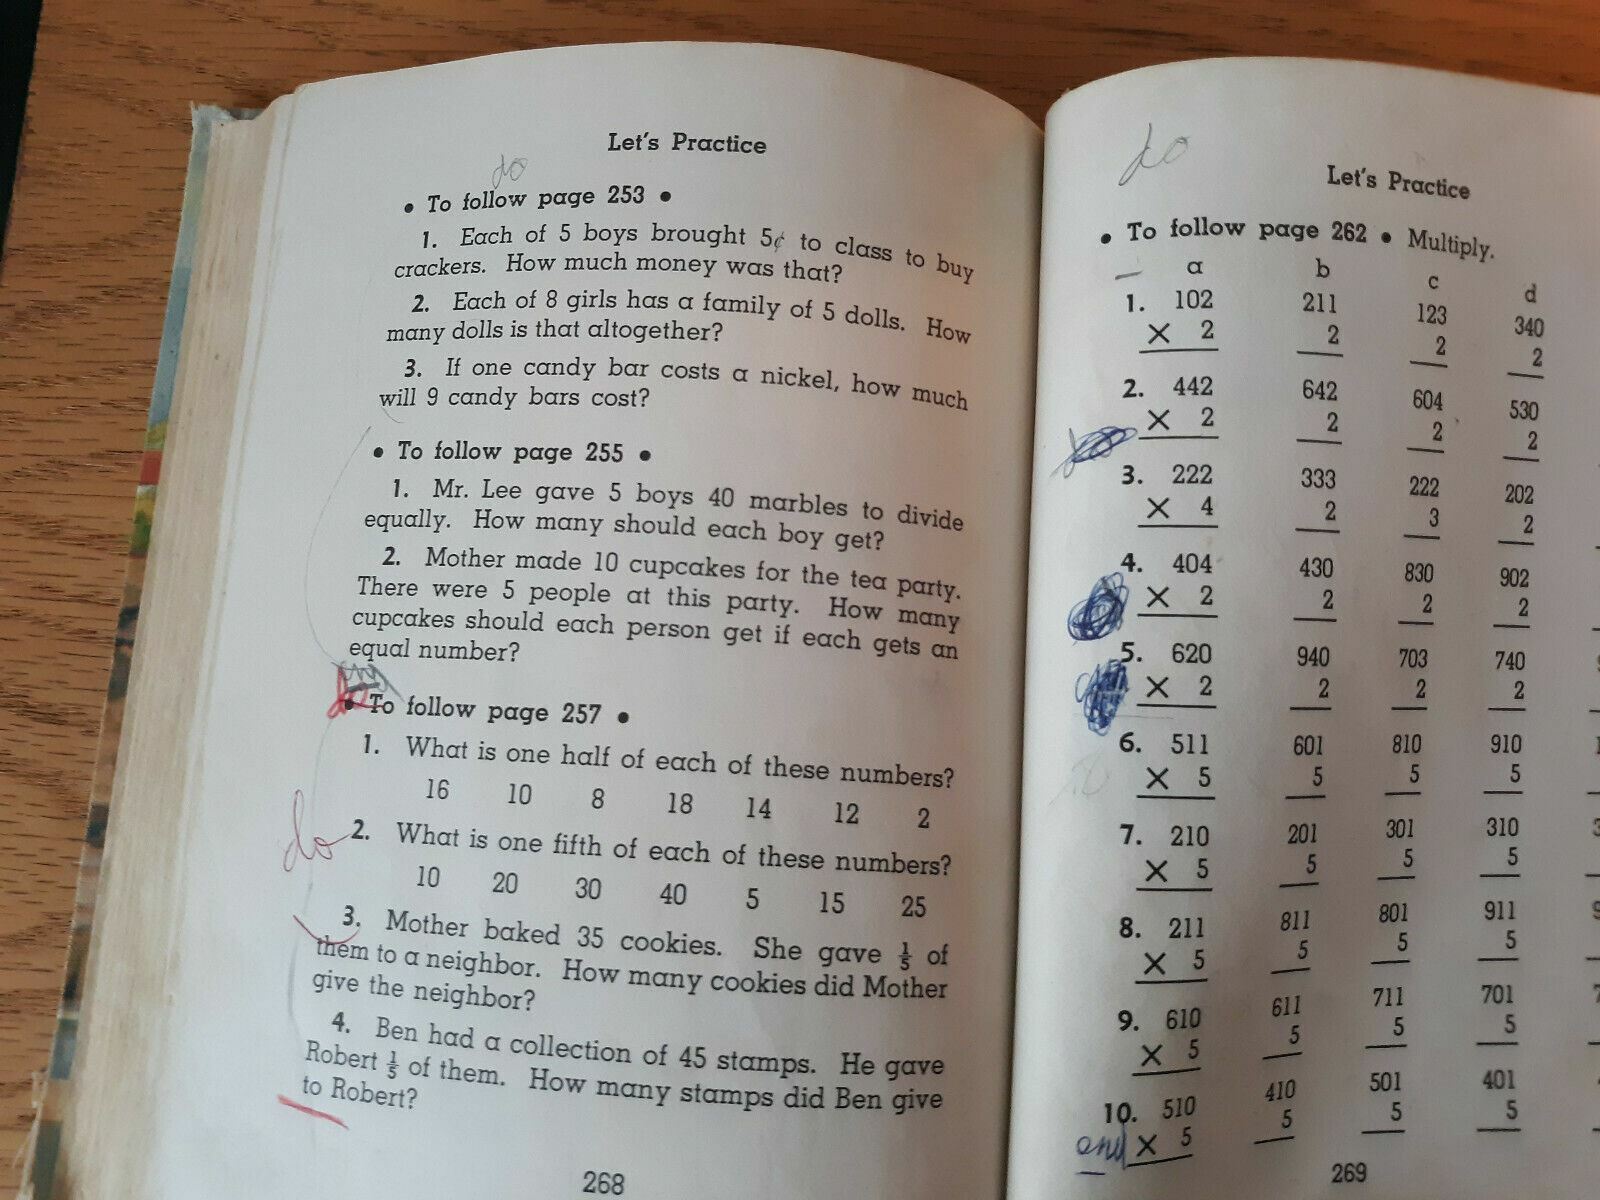 Let's Practice
do
• To follow page 253 •
1. Each of 5 boys brought 5¢ to class to buy
crackers. How much money was that?
2. Each of 8 girls has a family of 5 dolls. How
many dolls is that altogether?
3. If one candy bar costs a nickel, how much
will 9 candy bars cost?
• To follow page 255 •
1. Mr. Lee gave 5 boys 40 marbles to divide
equally. How many should each boy get?
2. Mother made 10 cupcakes for the tea party.
There were 5 people at this party. How many
cupcakes should each person get if each gets an
equal number?
• To follow page 257 •
1. What is one half of each of these numbers?
16 10 8 18 14 12 2
do
2. What is one fifth of each of these numbers?
10 20 30 40 5 15 25
3. Mother baked 35 cookies. She gave 1/5 of
them to a neighbor. How many cookies did Mother
give the neighbor?
4. Ben had a collection of 45 stamps. He gave
Robert 1/5 of them. How many stamps did Ben give
to Robert?
268
do
Let's Practice
• To follow page 262 • Multiply.
a b c d
1. 102 211 123 340
× 2 2 2 2
2. 442 642 604 530
× 2 2 2 2
3. 222 333 222 202
× 4 2 3 2
4. 404 430 830 902
× 2 2 2 2
5. 620 940 703 740
× 2 2 2 2
6. 511 601 810 910
× 5 5 5 5
7. 210 201 301 310
× 5 5 5 5
8. 211 811 801 911
× 5 5 5 5
9. 610 611 711 701
× 5 5 5 5
10. 510 410 501 401
and × 5 5 5 5
269